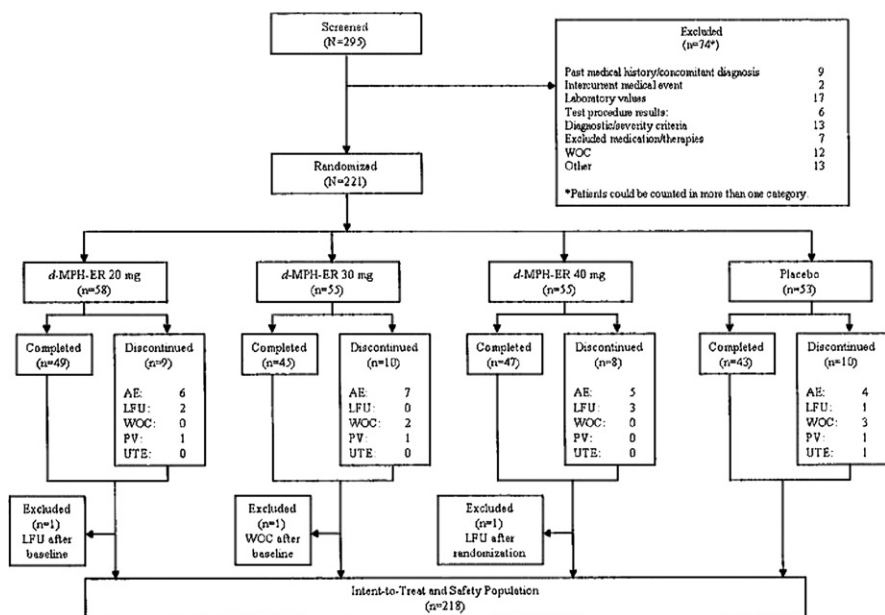 Screened
(N=295)
Excluded
(n=74*)
Past medical history/concomitant diagnosis 9
Intercurrent medical event 2
Laboratory values 17
Test procedure results: 6
Diagnostic/severity criteria 13
Excluded medication/therapies 7
WOC 12
Other 13
*Patients could be counted in more than one category.
Randomized
(N=221)
d-MPH-ER 20 mg
(n=58)
d-MPH-ER 30 mg
(n=55)
d-MPH-ER 40 mg
(n=55)
Placebo
(n=53)
Completed
(n=49)
Discontinued
(n=9)
AE: 6
LFU: 2
WOC: 0
PV: 1
UTE: 0
Completed
(n=45)
Discontinued
(n=10)
AE: 7
LFU: 0
WOC: 2
PV: 1
UTE: 0
Completed
(n=47)
Discontinued
(n=8)
AE: 5
LFU: 3
WOC: 0
PV: 0
UTE: 0
Completed
(n=43)
Discontinued
(n=10)
AE: 4
LFU: 1
WOC: 3
PV: 1
UTE: 1
Excluded
(n=1)
LFU after
baseline
Excluded
(n=1)
WOC after
baseline
Excluded
(n=1)
LFU after
randomization
Intent-to-Treat and Safety Population
(n=218)